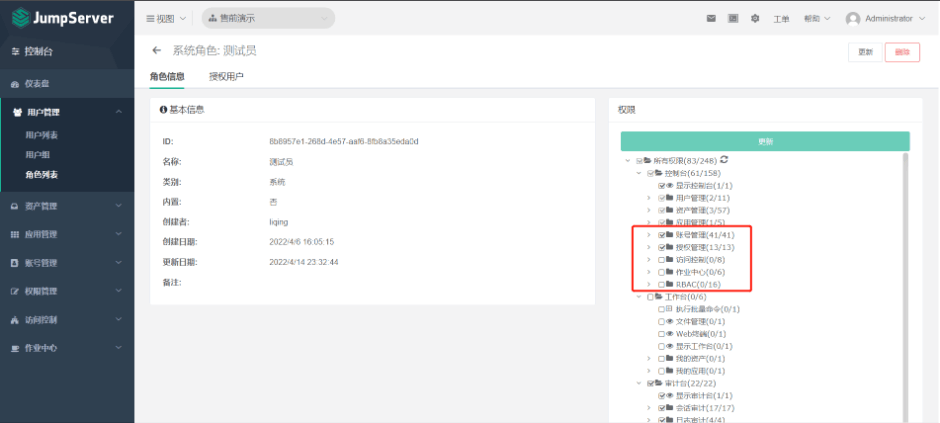 JumpServer
视图
售前演示
工单
帮助
Administrator
控制台
系统角色: 测试员
更新
删除
仪表盘
角色信息
授权用户
用户管理
基本信息
权限
用户列表
ID:
8b8957e1-268d-4e57-aaf6-8fb8a35eda0d
更新
用户组
名称:
测试员
所有权限(83/248)
角色列表
类别:
系统
控制台(61/158)
显示控制台(1/1)
资产管理
内置:
否
用户管理(2/11)
资产管理(3/57)
应用管理
创建者:
liqing
应用管理(1/5)
账号管理(41/41)
账号管理
创建日期:
2022/4/6 16:05:15
授权管理(13/13)
访问控制(0/8)
权限管理
更新日期:
2022/4/14 23:32:44
作业中心(0/6)
RBAC(0/16)
访问控制
备注:
工作台(0/6)
执行批量命令(0/1)
作业中心
文件管理(0/1)
Web终端(0/1)
显示工作台(0/1)
我的资产(0/1)
我的应用(0/1)
审计台(22/22)
显示审计台(1/1)
会话审计(17/17)
日志审计(4/4)